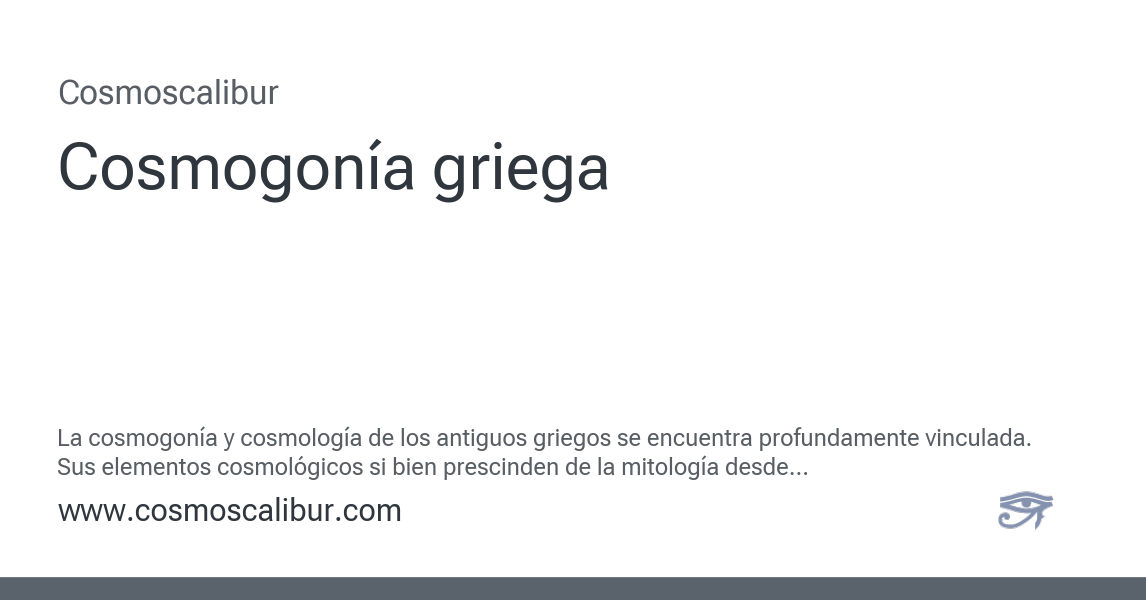 Cosmoscalibur
Cosmogonía griega
La cosmogonía y cosmología de los antiguos griegos se encuentra profundamente vinculada.
Sus elementos cosmológicos si bien prescinden de la mitología desde...
www.cosmoscalibur.com